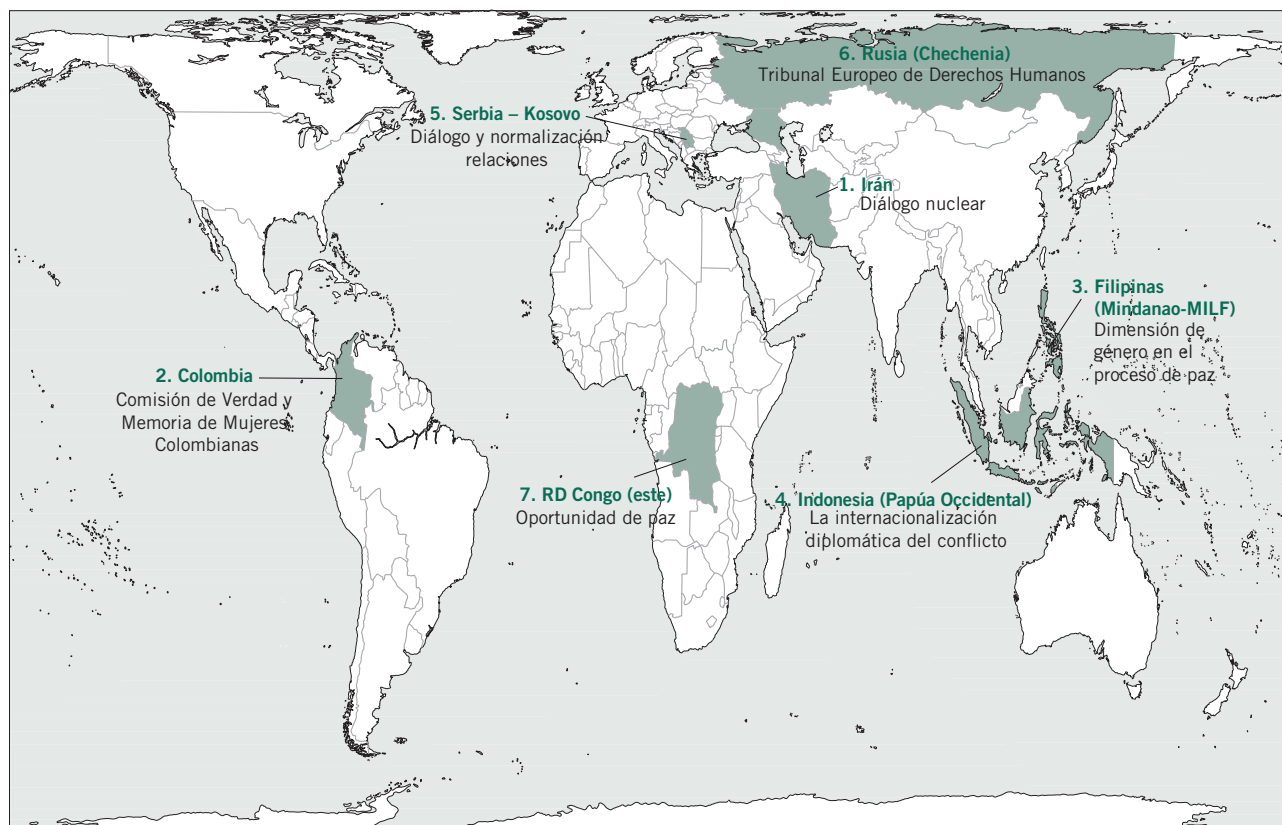 6. Rusia (Chechenia)
Tribunal Europeo de Derechos Humanos
5. Serbia – Kosovo
Diálogo y normalización
relaciones
1. Irán
Diálogo nuclear
3. Filipinas
(Mindanao-MILF)
Dimensión de
género en el
proceso de paz
2. Colombia
Comisión de Verdad y
Memoria de Mujeres
Colombianas
7. RD Congo (este)
Oportunidad de paz
4. Indonesia (Papúa Occidental)
La internacionalización
diplomática del conflicto